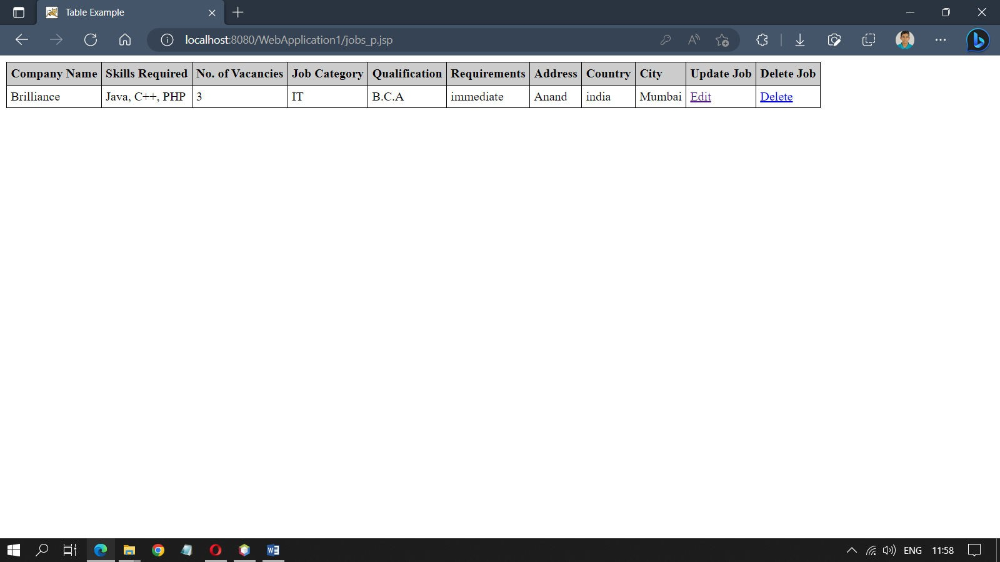 Table Example
localhost:8080/WebApplication1/jobs_p.jsp
Company Name Skills Required No. of Vacancies Job Category Qualification Requirements Address Country City Update Job Delete Job
Brilliance Java, C++, PHP 3 IT B.C.A immediate Anand india Mumbai Edit Delete
ENG 11:58